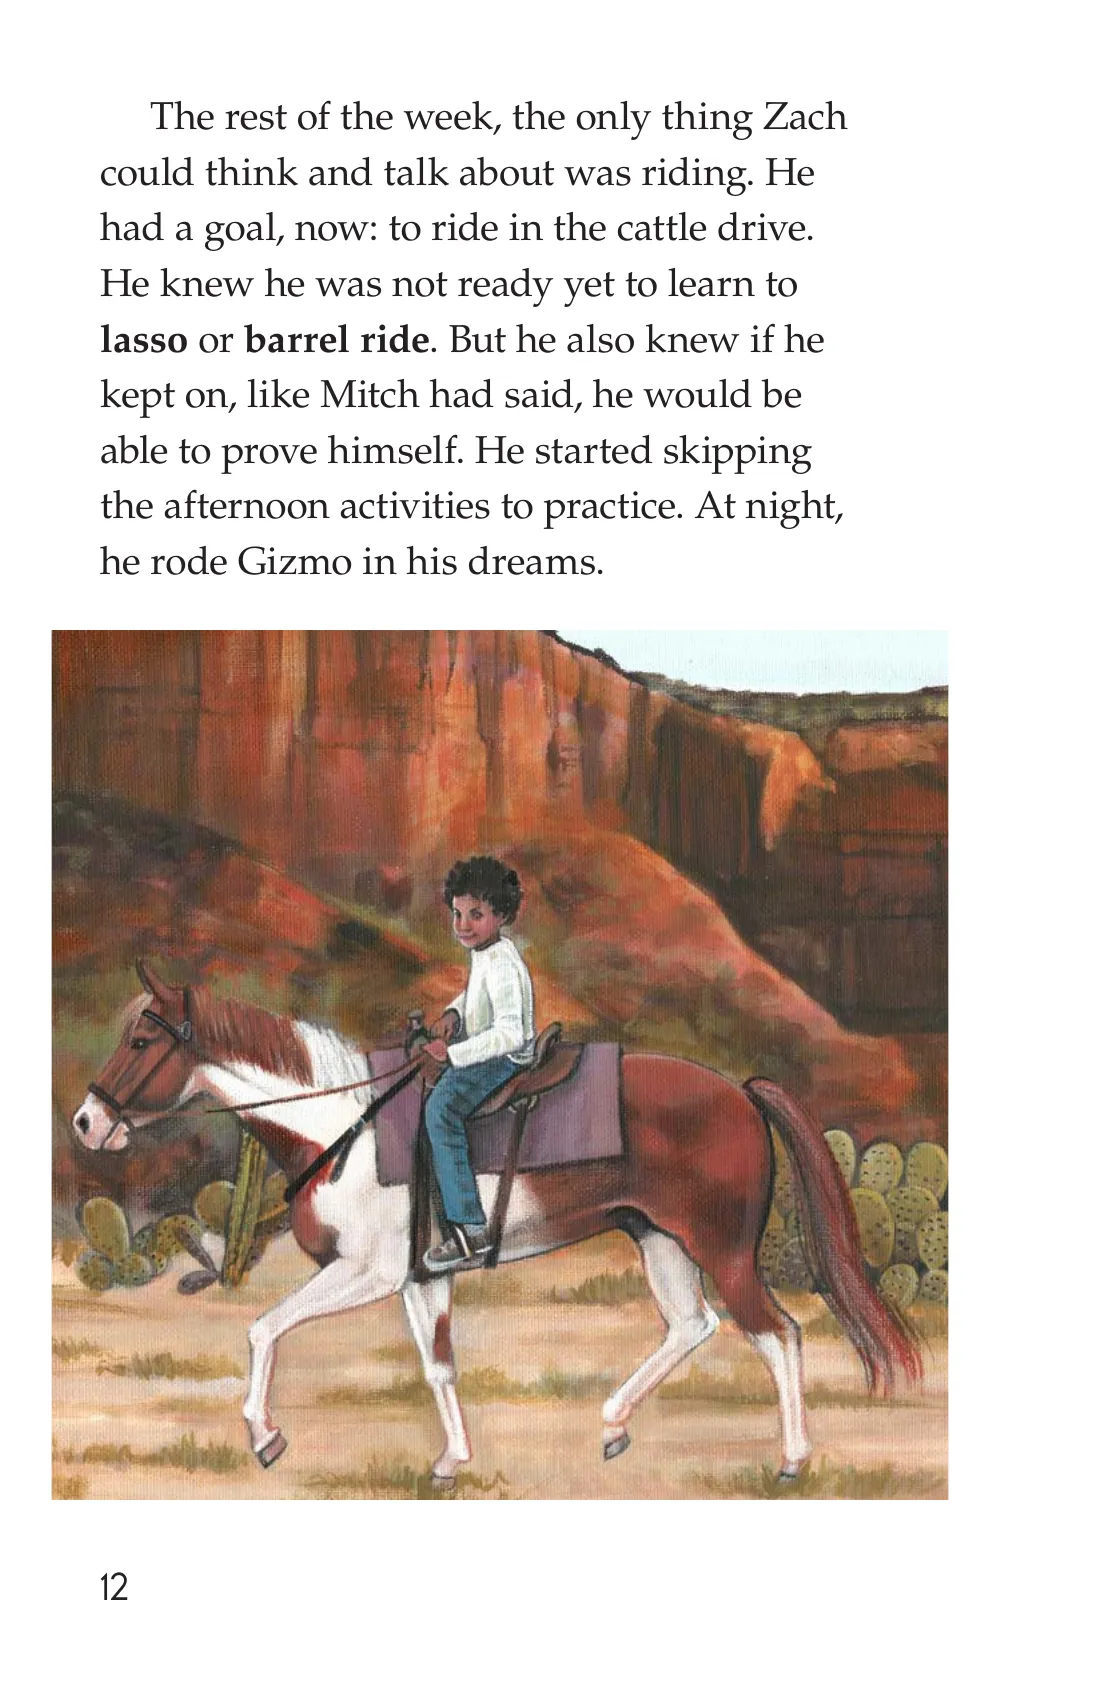 The rest of the week, the only thing Zach
could think and talk about was riding. He
had a goal, now: to ride in the cattle drive.
He knew he was not ready yet to learn to
lasso or barrel ride. But he also knew if he
kept on, like Mitch had said, he would be
able to prove himself. He started skipping
the afternoon activities to practice. At night,
he rode Gizmo in his dreams.
12